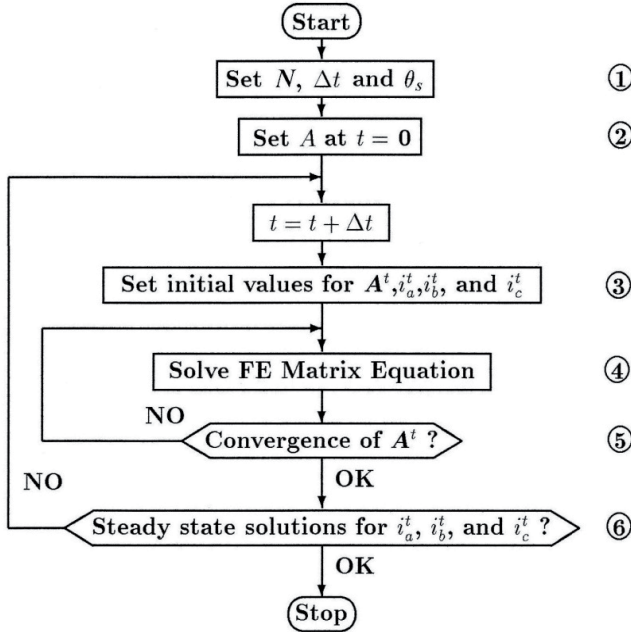 Start
Set N, Δt and θ_s ①
Set A at t = 0 ②
t = t + Δt
Set initial values for A^t, i_a^t, i_b^t, and i_c^t ③
Solve FE Matrix Equation ④
NO
Convergence of A^t ? ⑤
OK
NO
Steady state solutions for i_a^t, i_b^t, and i_c^t ? ⑥
OK
Stop